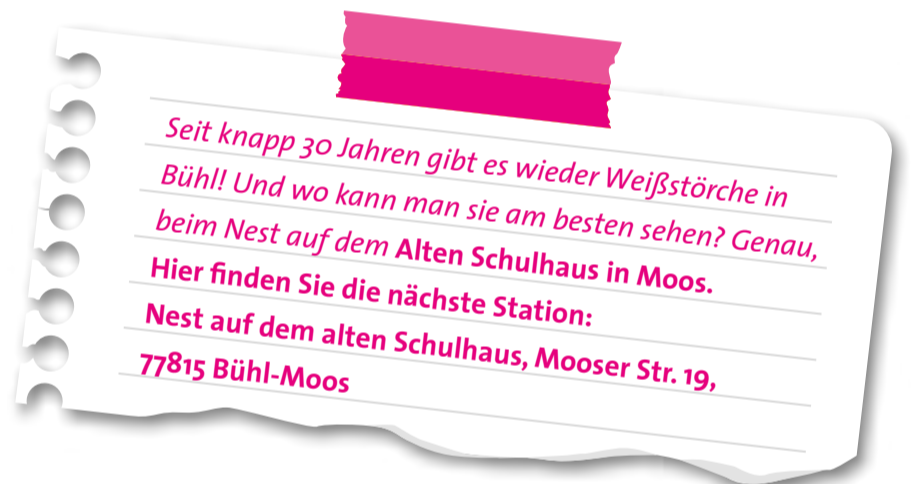 Seit knapp 30 Jahren gibt es wieder Weißstörche in
Bühl! Und wo kann man sie am besten sehen? Genau,
beim Nest auf dem Alten Schulhaus in Moos.
Hier finden Sie die nächste Station:
Nest auf dem alten Schulhaus, Mooser Str. 19,
77815 Bühl-Moos